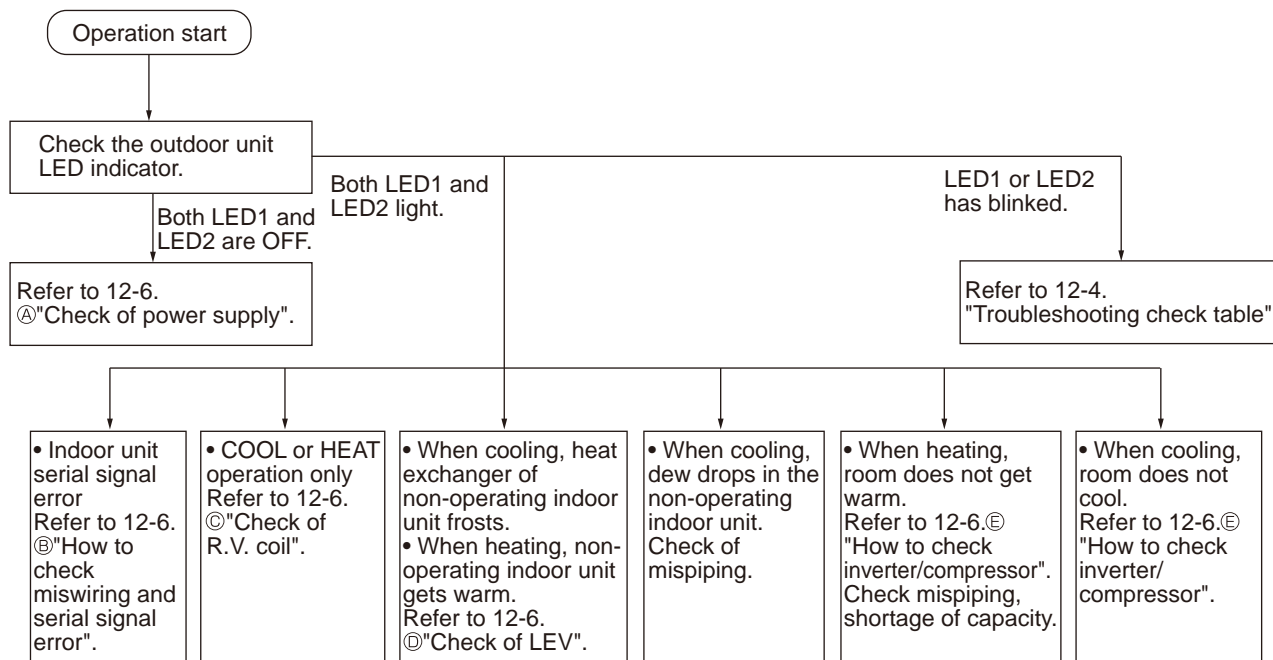 Operation start
Check the outdoor unit
LED indicator.
Both LED1 and
LED2 are OFF.
Both LED1 and
LED2 light.
LED1 or LED2
has blinked.
Refer to 12-6.
Ⓐ"Check of power supply".
Refer to 12-4.
"Troubleshooting check table"
• Indoor unit
serial signal
error
Refer to 12-6.
Ⓑ"How to
check
miswiring and
serial signal
error".
• COOL or HEAT
operation only
Refer to 12-6.
Ⓒ"Check of
R.V. coil".
• When cooling, heat
exchanger of
non-operating indoor
unit frosts.
• When heating, non-
operating indoor unit
gets warm.
Refer to 12-6.
Ⓓ"Check of LEV".
• When cooling,
dew drops in the
non-operating
indoor unit.
Check of
mispiping.
• When heating,
room does not get
warm.
Refer to 12-6.Ⓔ
"How to check
inverter/compressor".
Check mispiping,
shortage of capacity.
• When cooling,
room does not
cool.
Refer to 12-6.Ⓔ
"How to check
inverter/
compressor".